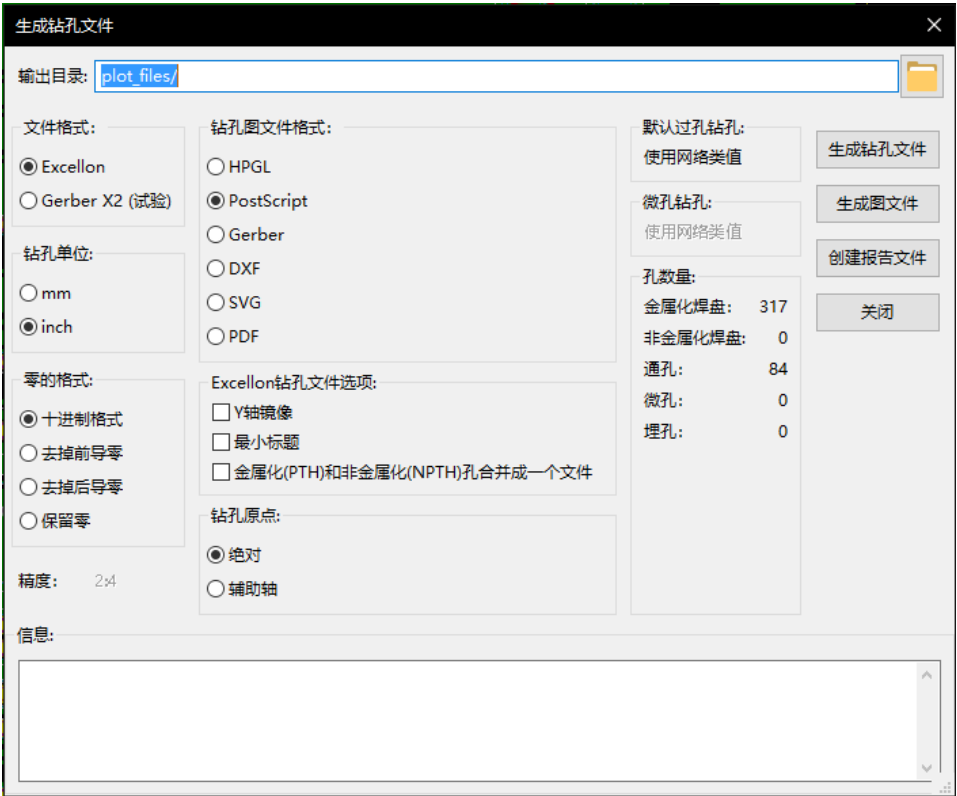 生成钻孔文件
输出目录: plot_files/
文件格式:
Excellon
Gerber X2 (试验)
钻孔单位:
mm
inch
零的格式:
十进制格式
去掉前导零
去掉后导零
保留零
精度: 2:4
钻孔图文件格式:
HPGL
PostScript
Gerber
DXF
SVG
PDF
Excellon钻孔文件选项:
Y轴镜像
最小标题
金属化(PTH)和非金属化(NPTH)孔合并成一个文件
钻孔原点:
绝对
辅助轴
默认过孔钻孔:
使用网络类值
微孔钻孔:
使用网络类值
孔数量:
金属化焊盘: 317
非金属化焊盘: 0
通孔: 84
微孔: 0
埋孔: 0
生成钻孔文件
生成图文件
创建报告文件
关闭
信息: